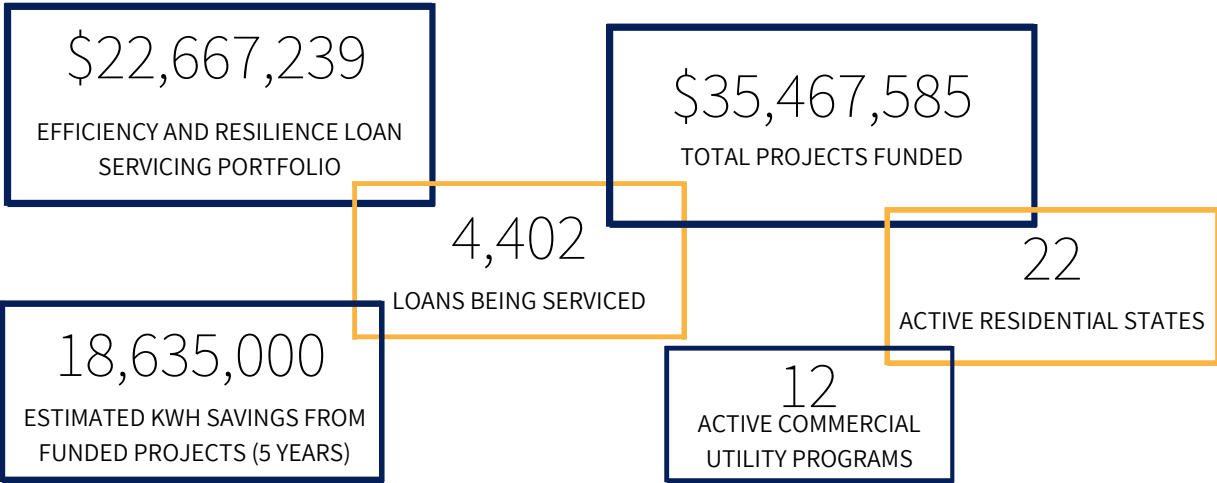 $22,667,239
EFFICIENCY AND RESILIENCE LOAN
SERVICING PORTFOLIO
$35,467,585
TOTAL PROJECTS FUNDED
4,402
LOANS BEING SERVICED
22
ACTIVE RESIDENTIAL STATES
18,635,000
ESTIMATED KWH SAVINGS FROM
FUNDED PROJECTS (5 YEARS)
12
ACTIVE COMMERCIAL
UTILITY PROGRAMS